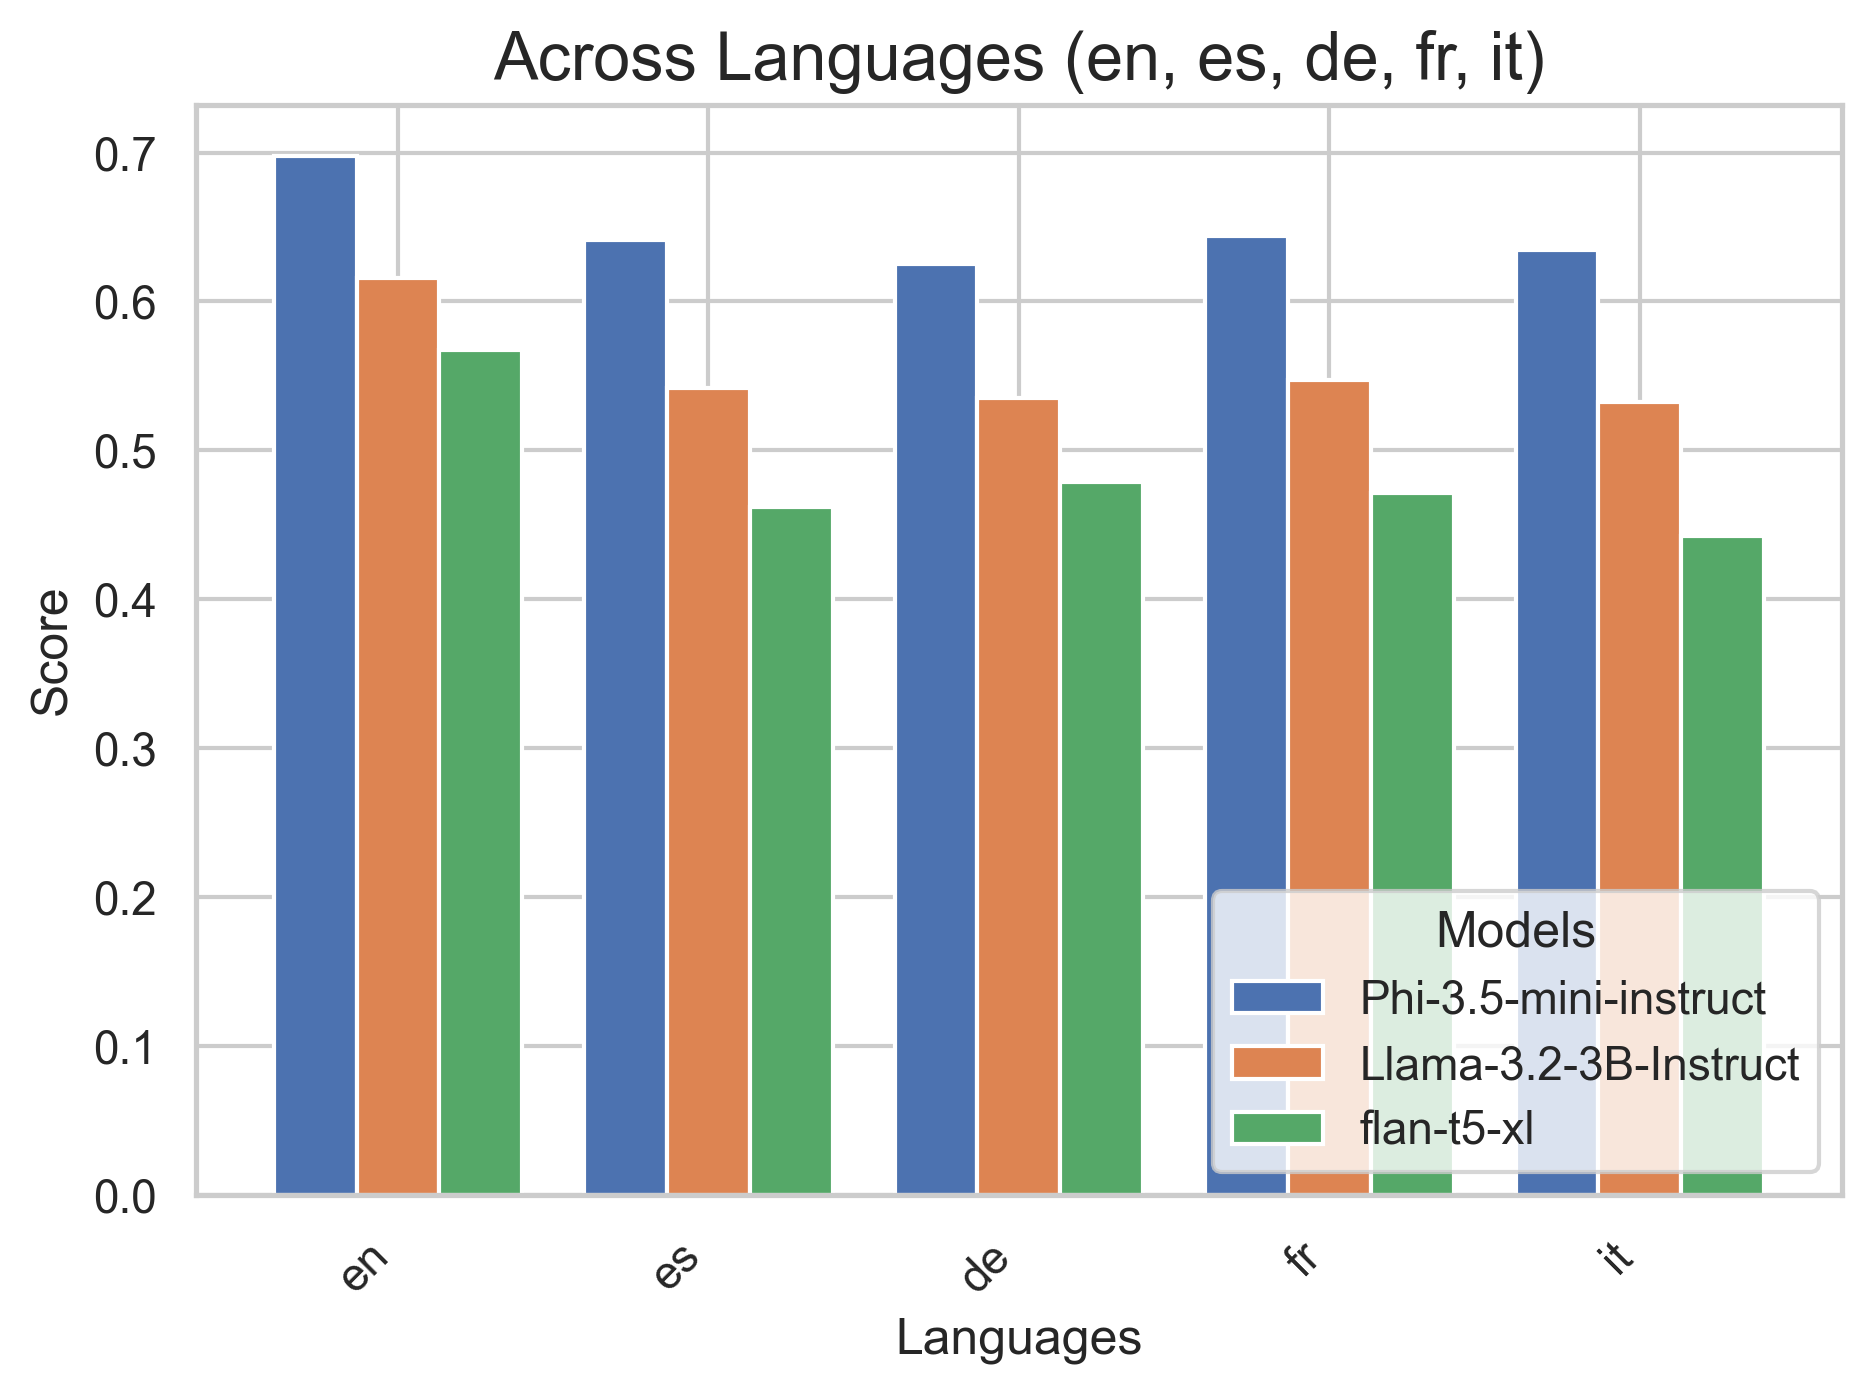 Across Languages (en, es, de, fr, it)
0.7
0.6
0.5
0.4
0.3
0.2
0.1
0.0
Score
Models
Phi-3.5-mini-instruct
Llama-3.2-3B-Instruct
flan-t5-xl
en es de fr it
Languages